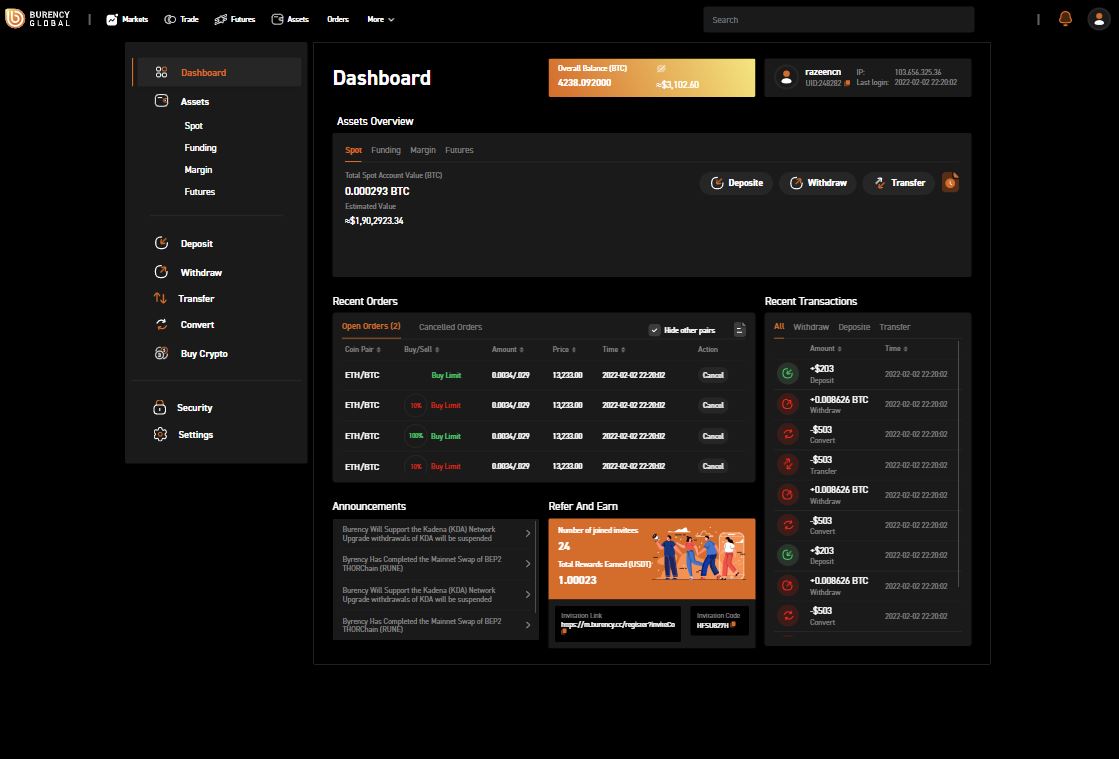 BURENCY
GLOBAL
Markets
Trade
Futures
Assets
Orders
More
Search
Dashboard
Assets
Spot
Funding
Margin
Futures
Deposit
Withdraw
Transfer
Convert
Buy Crypto
Security
Settings
Dashboard
Overall Balance (BTC)
4238.092000
≈$3,102.60
razeencn
UID:248282
IP: 103.656.325.36
Last login: 2022-02-02 22:20:02
Assets Overview
Spot Funding Margin Futures
Total Spot Account Value (BTC)
0.000293 BTC
Estimated Value
≈$1,90,2923.34
Deposite
Withdraw
Transfer
Recent Orders
Open Orders (2) Cancelled Orders
Hide other pairs
Coin Pair Buy/Sell Amount Price Time Action
ETH/BTC Buy Limit 0.0034/.029 13,233.00 2022-02-02 22:20:02 Cancel
ETH/BTC 10% Buy Limit 0.0034/.029 13,233.00 2022-02-02 22:20:02 Cancel
ETH/BTC 100% Buy Limit 0.0034/.029 13,233.00 2022-02-02 22:20:02 Cancel
ETH/BTC 10% Buy Limit 0.0034/.029 13,233.00 2022-02-02 22:20:02 Cancel
Recent Transactions
All Withdraw Deposite Transfer
Amount Time
+$203 2022-02-02 22:20:02
Deposit
+0.008626 BTC 2022-02-02 22:20:02
Withdraw
-$503 2022-02-02 22:20:02
Convert
-$503 2022-02-02 22:20:02
Transfer
+0.008626 BTC 2022-02-02 22:20:02
Withdraw
-$503 2022-02-02 22:20:02
Convert
+$203 2022-02-02 22:20:02
Deposit
+0.008626 BTC 2022-02-02 22:20:02
Withdraw
-$503 2022-02-02 22:20:02
Convert
Announcements
Burency Will Support the Kadena (KDA) Network
Upgrade withdrawals of KDA will be suspended
Burency Has Completed the Mainnet Swap of BEP2
THORChain (RUNE)
Burency Will Support the Kadena (KDA) Network
Upgrade withdrawals of KDA will be suspended
Burency Has Completed the Mainnet Swap of BEP2
THORChain (RUNE)
Refer And Earn
Number of joined invitees
24
Total Rewards Earned (USDT)
1.00023
Invitation Link
https://m.burency.cc/register?inviteCo
Invitation Code
HFSU827H